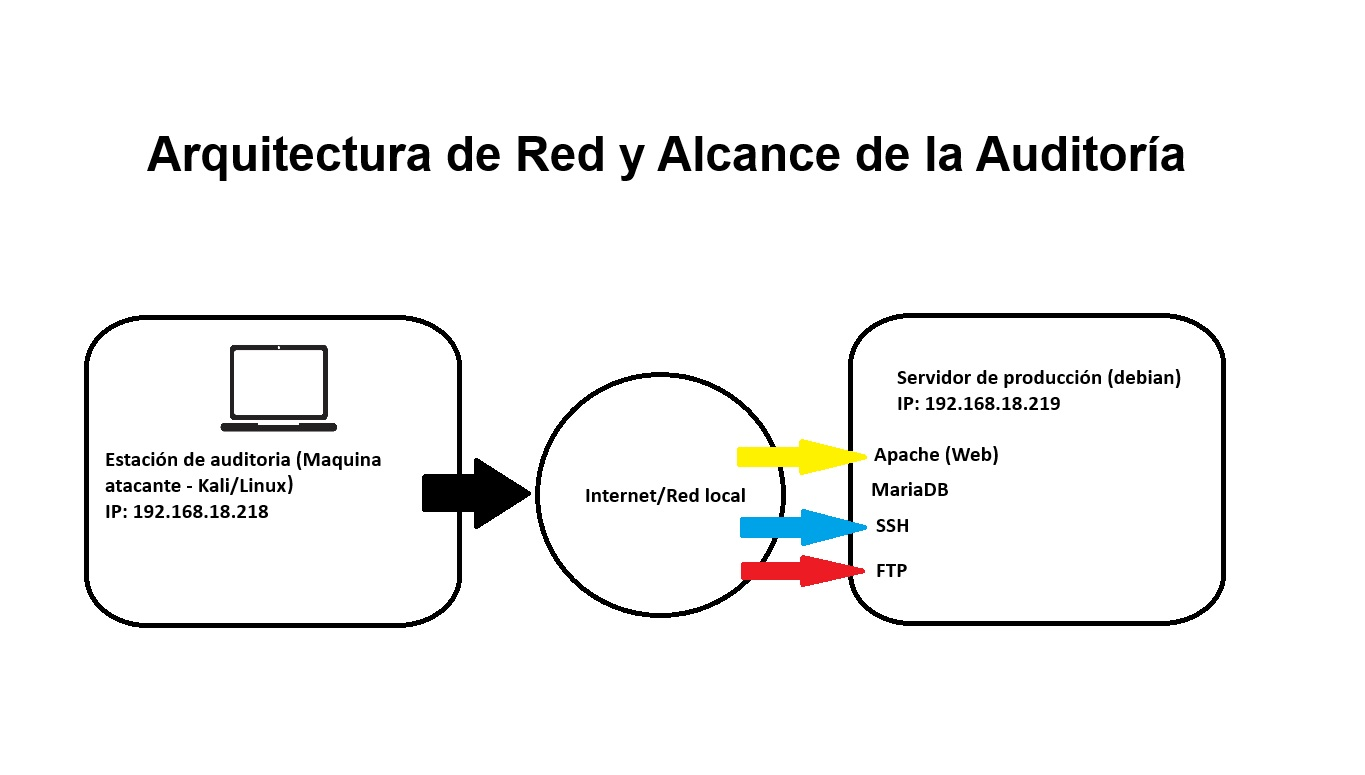 Arquitectura de Red y Alcance de la Auditoría
Estación de auditoria (Maquina
atacante - Kali/Linux)
IP: 192.168.18.218
Internet/Red local
Servidor de producción (debian)
IP: 192.168.18.219
Apache (Web)
MariaDB
SSH
FTP